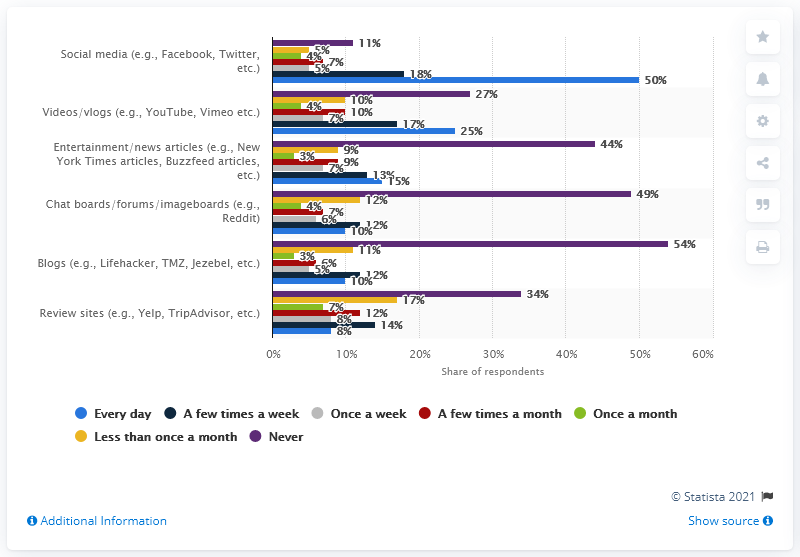 Social media (e.g., Facebook, Twitter,
etc.)
11%
5%
4%
7%
5%
18%
50%
Videos/vlogs (e.g., YouTube, Vimeo etc.)
27%
10%
4%
10%
7%
17%
25%
Entertainment/news articles (e.g., New
York Times articles, Buzzfeed articles,
etc.)
44%
9%
3%
9%
7%
13%
15%
Chat boards/forums/imageboards (e.g.,
Reddit)
49%
12%
4%
7%
6%
12%
10%
Blogs (e.g., Lifehacker, TMZ, Jezebel, etc.)
54%
11%
3%
6%
5%
12%
10%
Review sites (e.g., Yelp, TripAdvisor, etc.)
34%
17%
7%
12%
8%
14%
8%
0% 10% 20% 30% 40% 50% 60%
Share of respondents
Every day A few times a week Once a week A few times a month Once a month
Less than once a month Never
© Statista 2021
Additional Information Show source